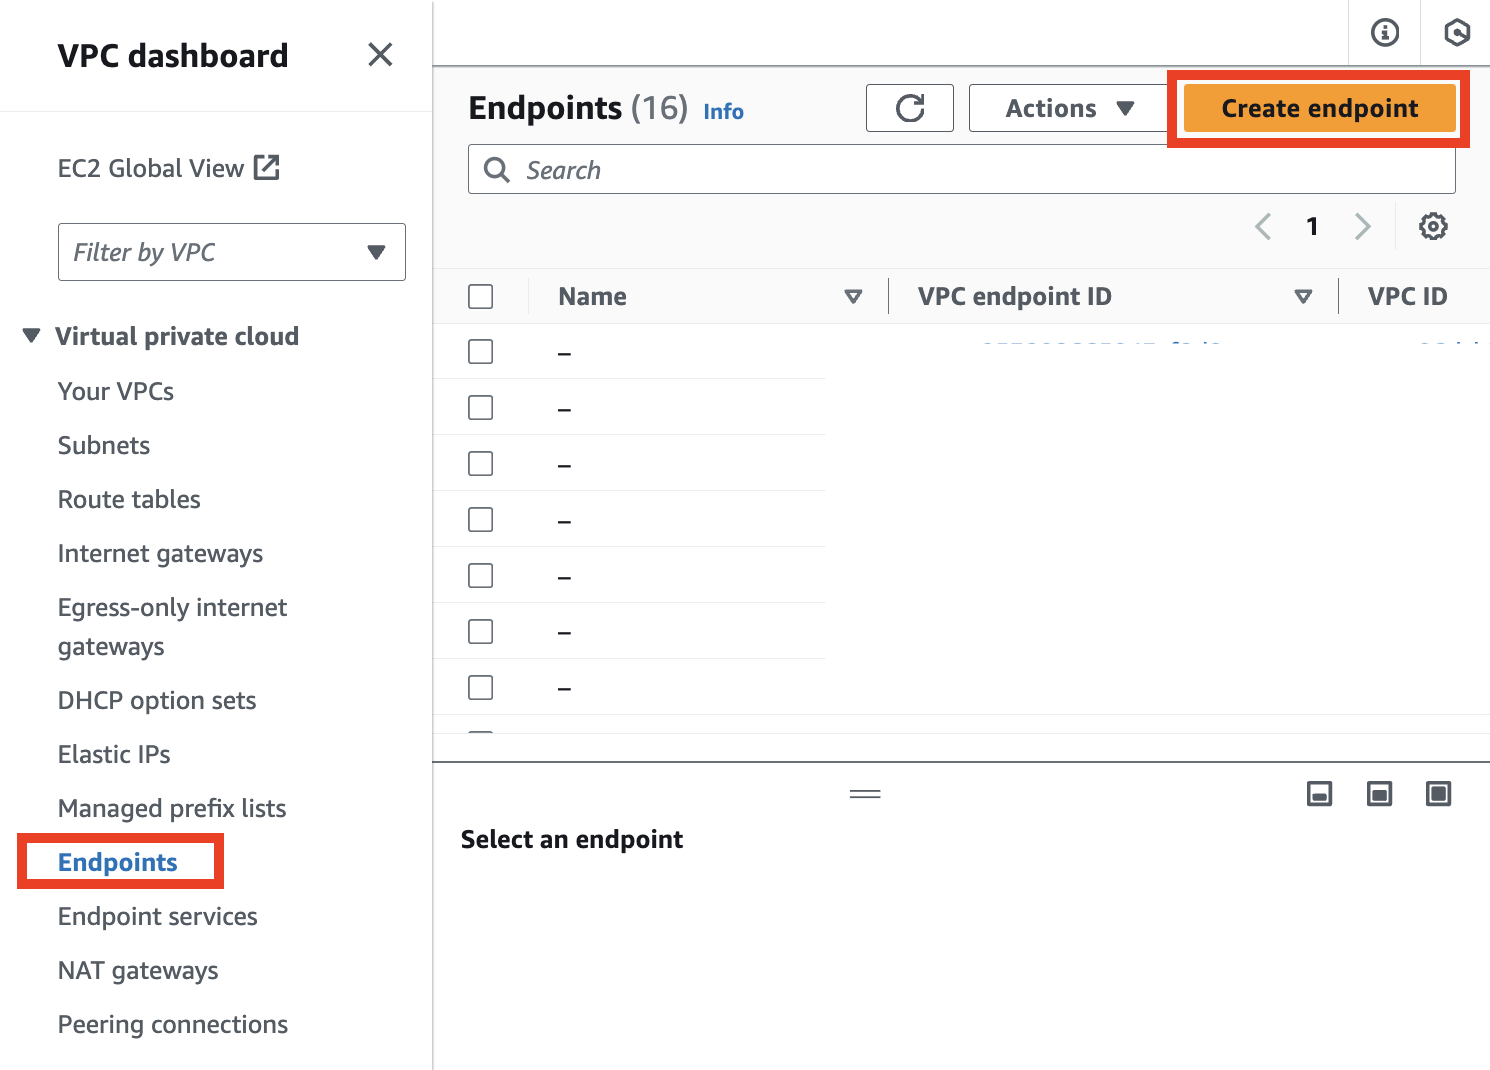 VPC dashboard
EC2 Global View
Filter by VPC
Virtual private cloud
Your VPCs
Subnets
Route tables
Internet gateways
Egress-only internet
gateways
DHCP option sets
Elastic IPs
Managed prefix lists
Endpoints
Endpoint services
NAT gateways
Peering connections
Endpoints (16) Info
Actions
Create endpoint
Search
1
Name VPC endpoint ID VPC ID
–
–
–
–
–
–
–
Select an endpoint